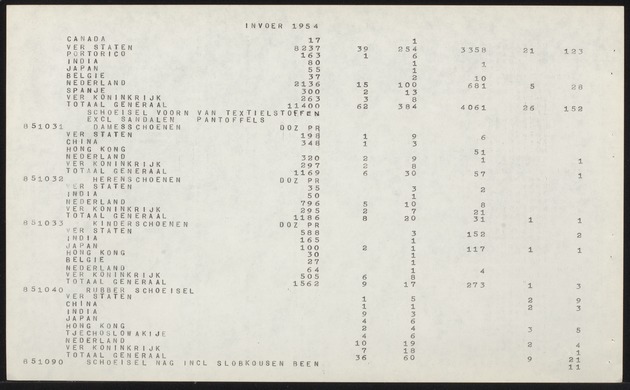 INVOER 1954
CANADA 17 1
VER STATEN 8237 39 254 3358 21 123
PORTORICO 163 1 6
INDIA 80 1 1
JAPAN 55 1
BELGIE 37 2 10
NEDERLAND 2136 15 100 681 5 28
SPANJE 300 2 13
VER KONINKRIJK 263 3 8
TOTAAL GENERAAL 11400 62 384 4061 26 152
SCHOEISEL VOORN VAN TEXTIELSTOFFEN
EXCL SANDALEN PANTOFFELS
851031 DAMESSCHOENEN DOZ PR
VER STATEN 198 1 9 6
CHINA 348 1 3
HONG KONG 51
NEDERLAND 320 2 9 1 1
VER KONINKRIJK 297 2 8
TOTAAL GENERAAL 1169 6 30 57 1
851032 HERENSCHOENEN DOZ PR
VER STATEN 35 3 2
INDIA 50 1
NEDERLAND 796 5 10 8
VER KONINKRIJK 295 2 7 21
TOTAAL GENERAAL 1186 8 20 31 1 1
851033 KINDERSCHOENEN DOZ PR
VER STATEN 588 3 152 2
INDIA 165 1
JAPAN 100 2 1 117 1 1
HONG KONG 30 1
BELGIE 27 1
NEDERLAND 64 1 4
VER KONINKRIJK 505 6 8
TOTAAL GENERAAL 1562 9 17 273 1 3
851040 RUBBER SCHOEISEL
VER STATEN 1 5 2 9
CHINA 1 1 2 3
INDIA 9 3
JAPAN 4 6
HONG KONG 2 4 3 5
TJECHOSLOWAKIJE 4 6
NEDERLAND 10 19 2 4
VER KONINKRIJK 7 18 1
TOTAAL GENERAAL 36 60 9 21
851090 SCHOEISEL NAG INCL SLOBKOUSEN BEEN 11